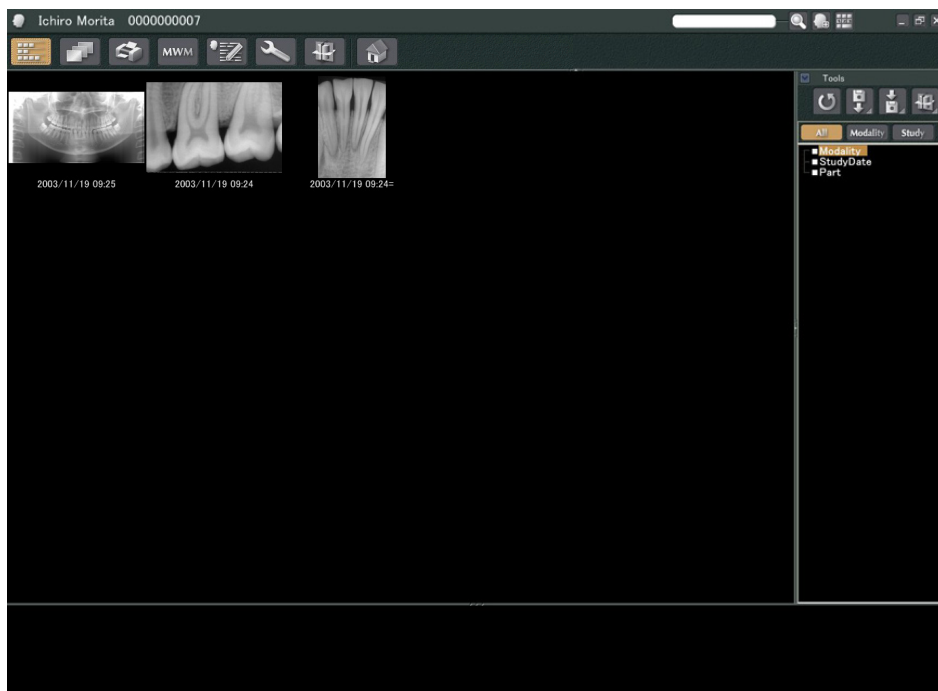 Ichiro Morita 0000000007
MWM
Tools
All Modality Study
Modality
StudyDate
Part
2003/11/19 09:25 2003/11/19 09:24 2003/11/19 09:24=